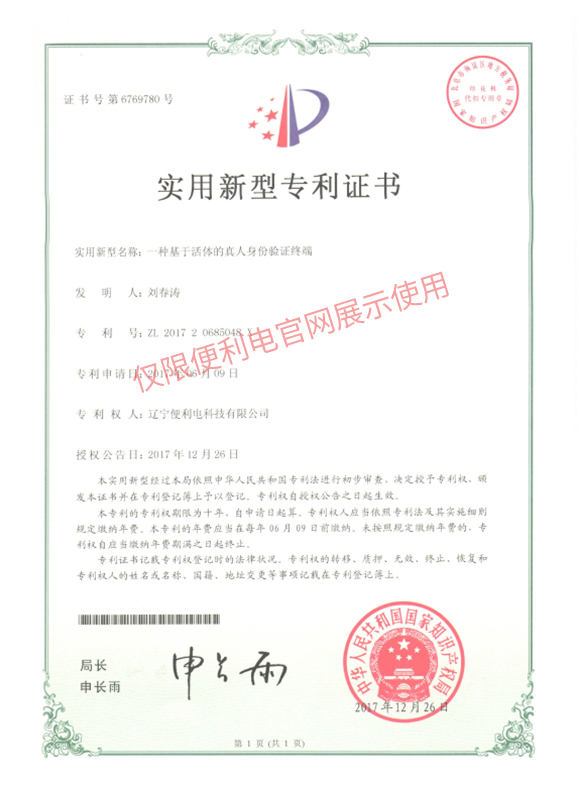 证书号第6769780号
实用新型专利证书
实用新型名称：一种基于活体的真人身份验证终端
发 明 人：刘春涛
专 利 号：ZL 2017 2 0685048.X
专利申请日：2017年06月09日
专 利 权 人：辽宁便利电科技有限公司
授权公告日：2017年12月26日
仅限便利电官网展示使用
本实用新型经过本局依照中华人民共和国专利法进行初步审查，决定授予专利权，颁
发本证书并在专利登记簿上予以登记。专利权自授权公告之日起生效。
本专利的专利权期限为十年，自申请日起算。专利权人应当依照专利法及其实施细则
规定缴纳年费。本专利的年费应当在每年06月09日前缴纳。未按照规定缴纳年费的，专
利权自应当缴纳年费期满之日起终止。
专利证书记载专利权登记时的法律状况。专利权的转移、质押、无效、终止、恢复和
专利权人的姓名或名称、国籍、地址变更等事项记载在专利登记簿上。
局长
申长雨
申长雨
中华人民共和国国家知识产权局
2017年12月26日
第1页(共1页)